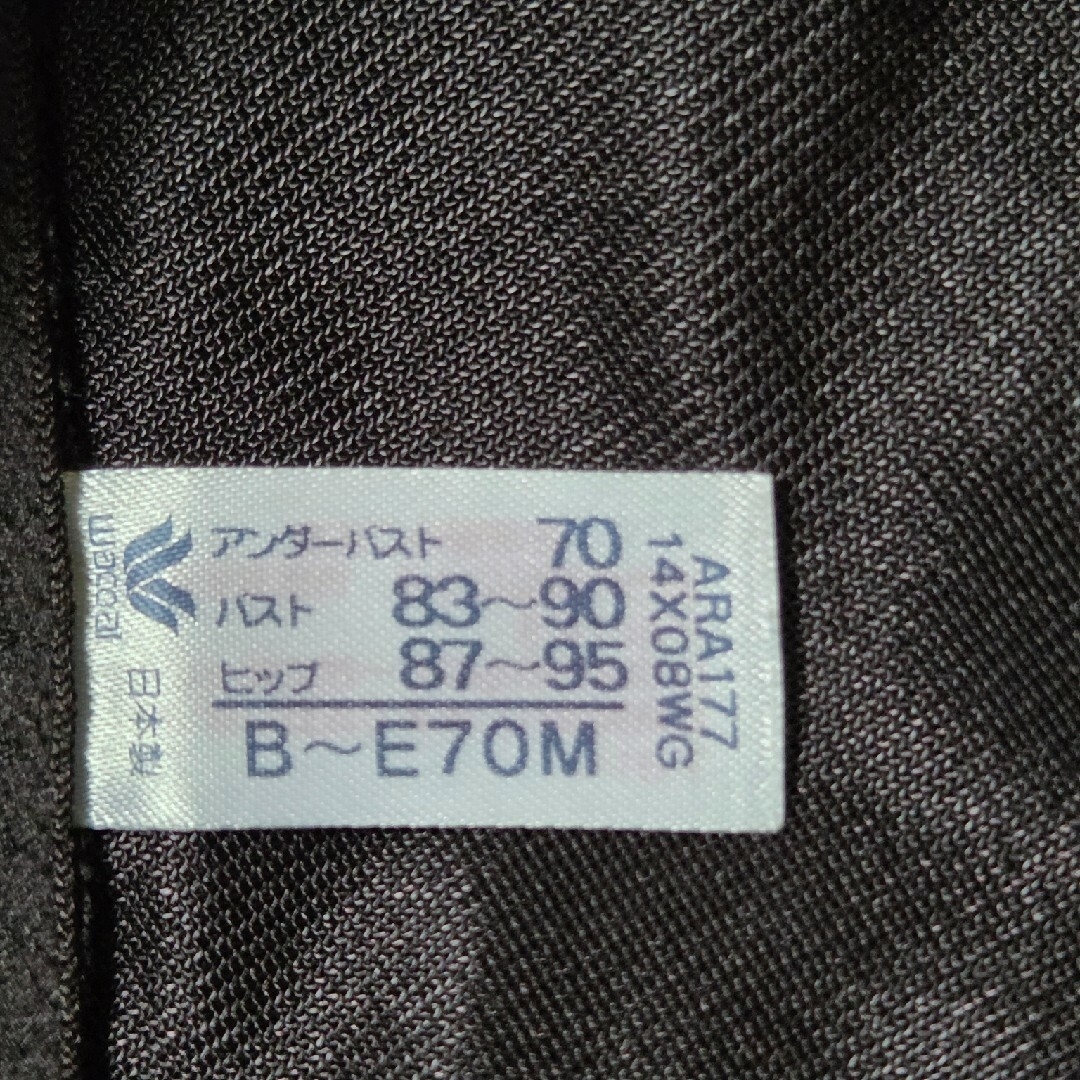 アンダーバスト 70
バスト 83〜90
ヒップ 87〜95
B〜E70M
ARA177
14X08WG
Wacoal
日本製